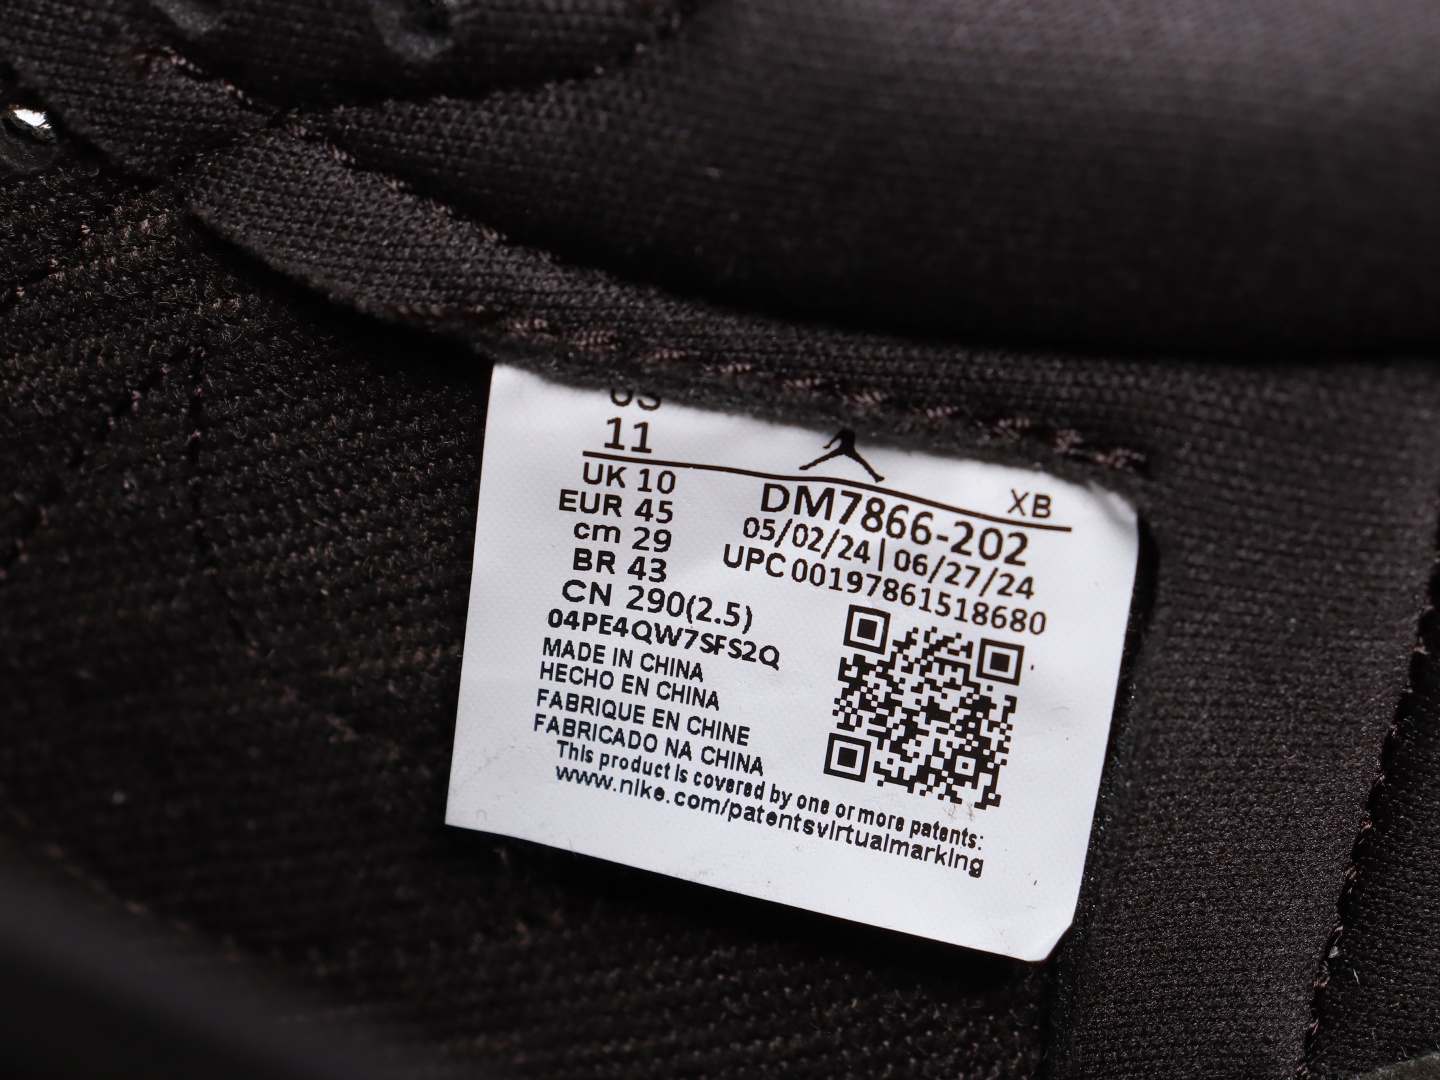 US
11
UK 10
EUR 45
cm 29
BR 43
CN 290(2.5)
04PE4QW7SFS2Q
XB
DM7866-202
05/02/24|06/27/24
UPC 00197861518680
MADE IN CHINA
HECHO EN CHINA
FABRIQUE EN CHINE
FABRICADO NA CHINA
This product is covered by one or more patents:
www.nike.com/patentsvirtualmarking